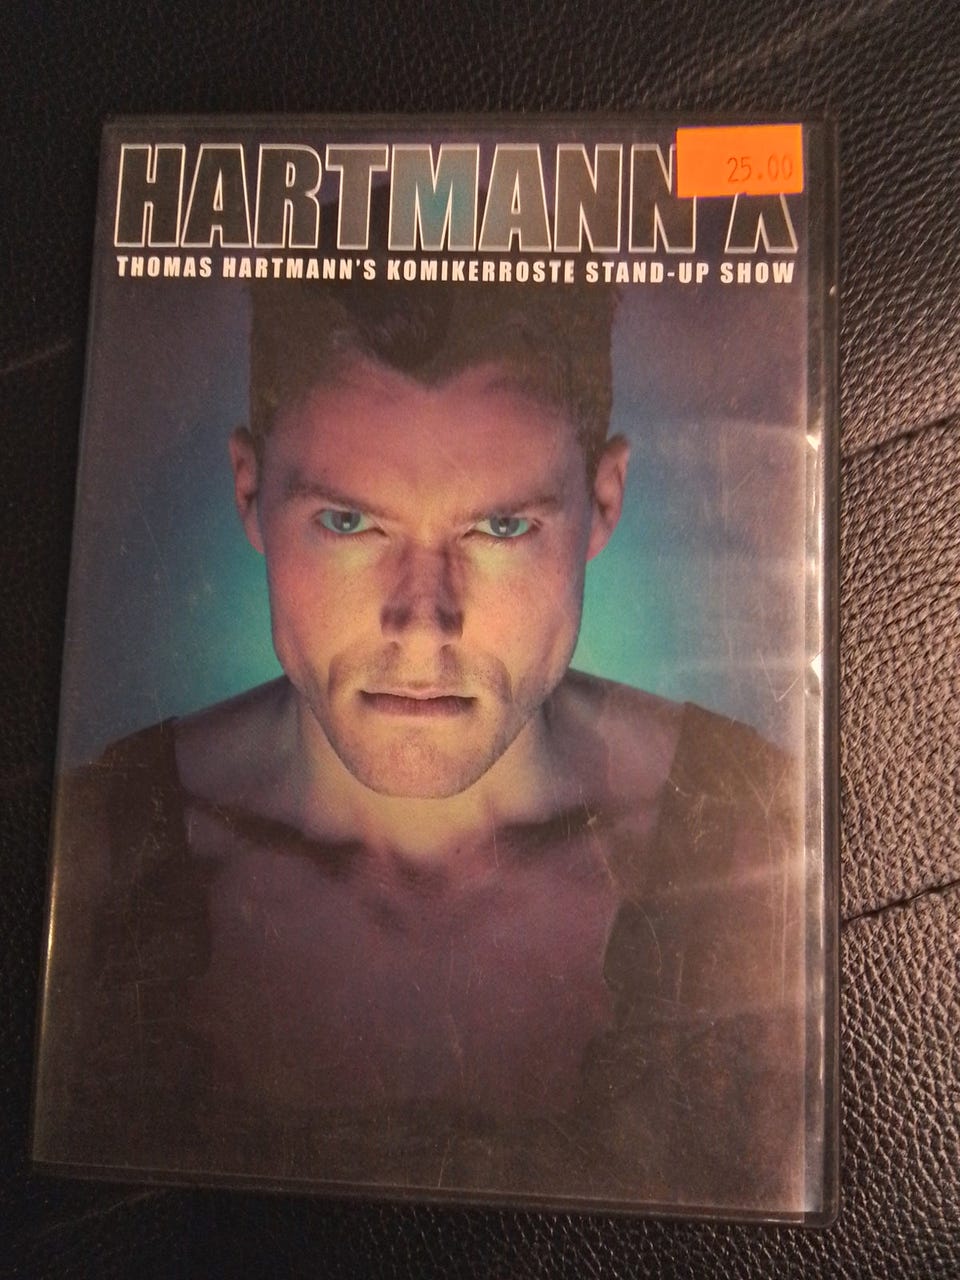 HARTMANN X
25.00
THOMAS HARTMANN'S KOMIKERROSTE STAND-UP SHOW